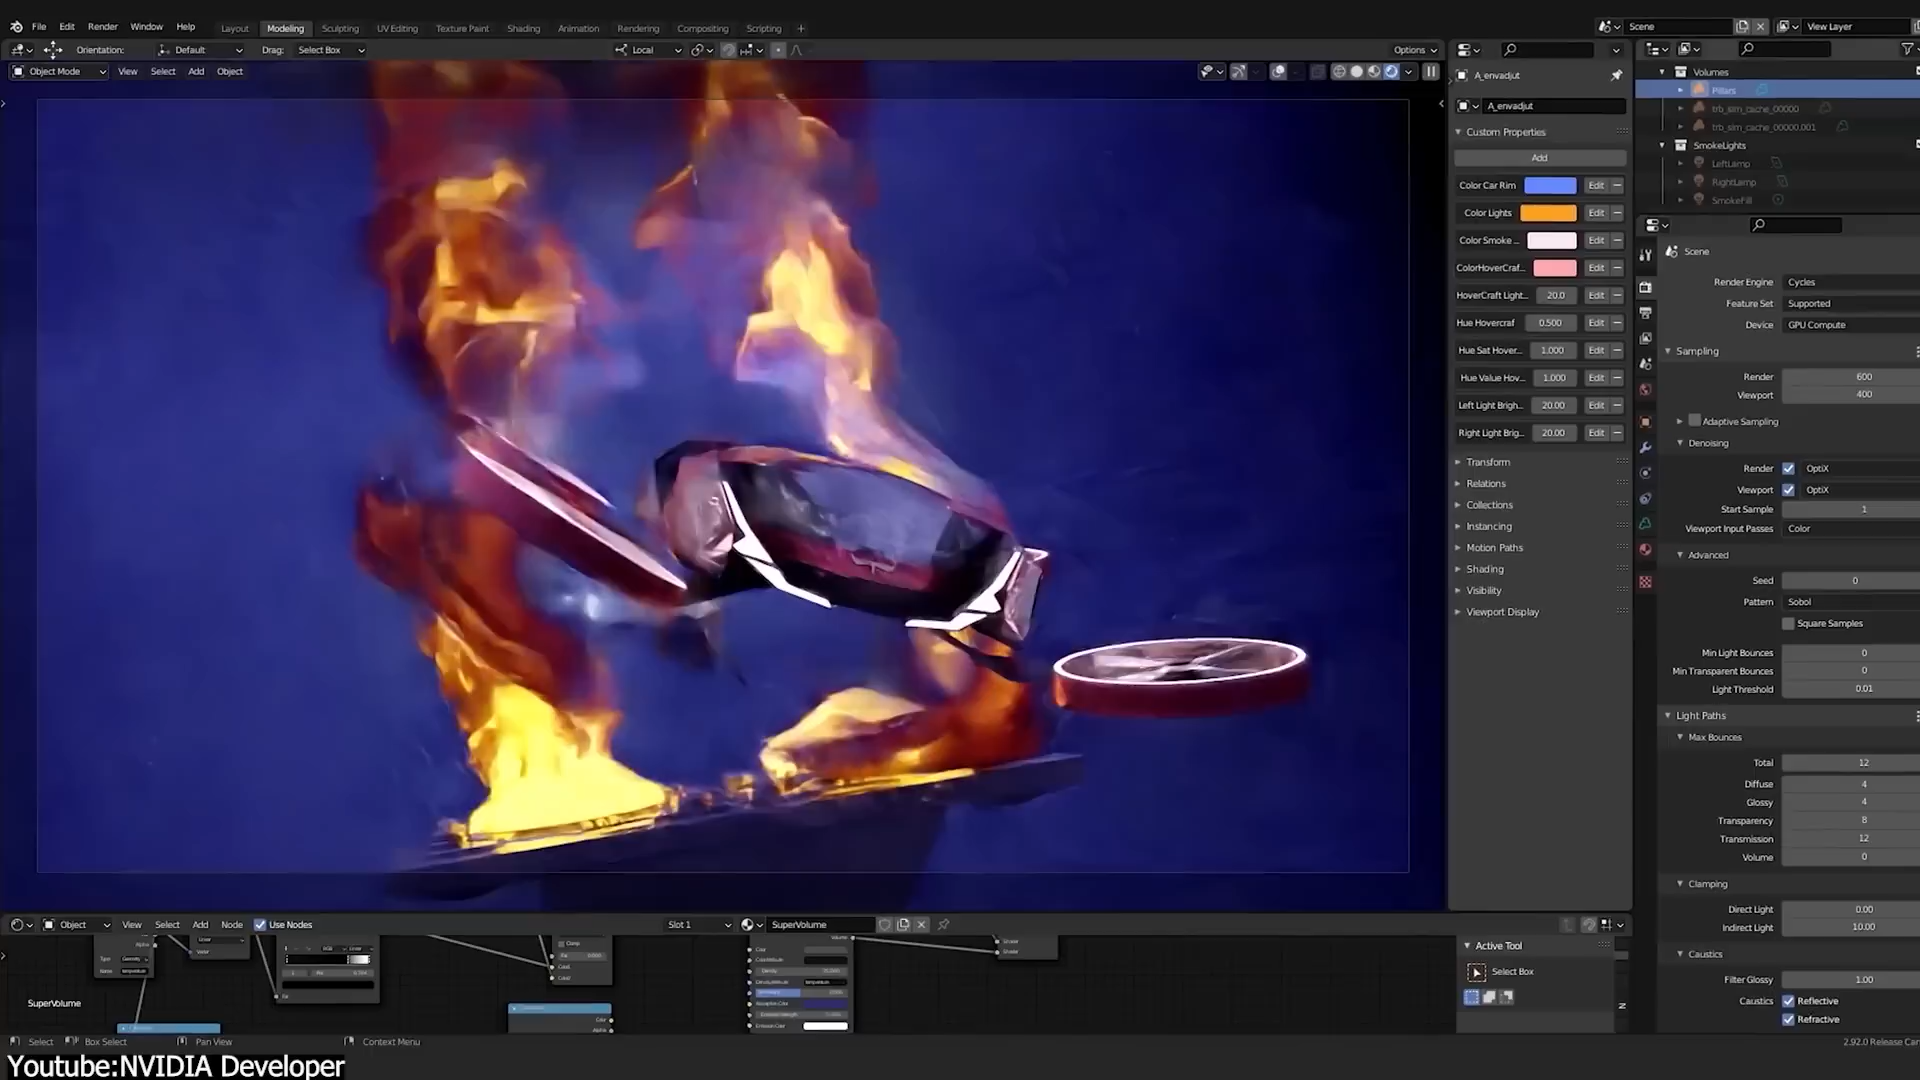 File Edit Render Window Help Layout Modeling Sculpting UV Editing Texture Paint Shading Animation Rendering Compositing Scripting + Scene View Layer
Orientation: Default Drag: Select Box Local Options
Object Mode View Select Add Object
A_envadjut
A_envadjut
Custom Properties
Add
Color Car Rim Edit
Color Lights Edit
Color Smoke ... Edit
ColorHoverCraf... Edit
HoverCraft Light... 20.0 Edit
Hue Hovercraf 0.500 Edit
Hue Sat Hover... 1.000 Edit
Hue Value Hov... 1.000 Edit
Left Light Brigh... 20.00 Edit
Right Light Brig... 20.00 Edit
Transform
Relations
Collections
Instancing
Motion Paths
Shading
Visibility
Viewport Display
Volumes
Pillars
trb_sim_cache_00000
trb_sim_cache_00000.001
SmokeLights
LeftLamp
RightLamp
SmokeFill
Scene
Render Engine Cycles
Feature Set Supported
Device GPU Compute
Sampling
Render 600
Viewport 400
Adaptive Sampling
Denoising
Render OptiX
Viewport OptiX
Start Sample 1
Viewport Input Passes Color
Advanced
Seed 0
Pattern Sobol
Square Samples
Min Light Bounces 0
Min Transparent Bounces 0
Light Threshold 0.01
Light Paths
Max Bounces
Total 12
Diffuse 4
Glossy 4
Transparency 8
Transmission 12
Volume 0
Clamping
Direct Light 0.00
Indirect Light 10.00
Caustics
Filter Glossy 1.00
Caustics Reflective
Refractive
Object View Select Add Node Use Nodes Slot 1 SuperVolume
Active Tool
Select Box
SuperVolume
Select Box Select Pan View Context Menu 2.92.0 Release Can
Youtube:NVIDIA Developer